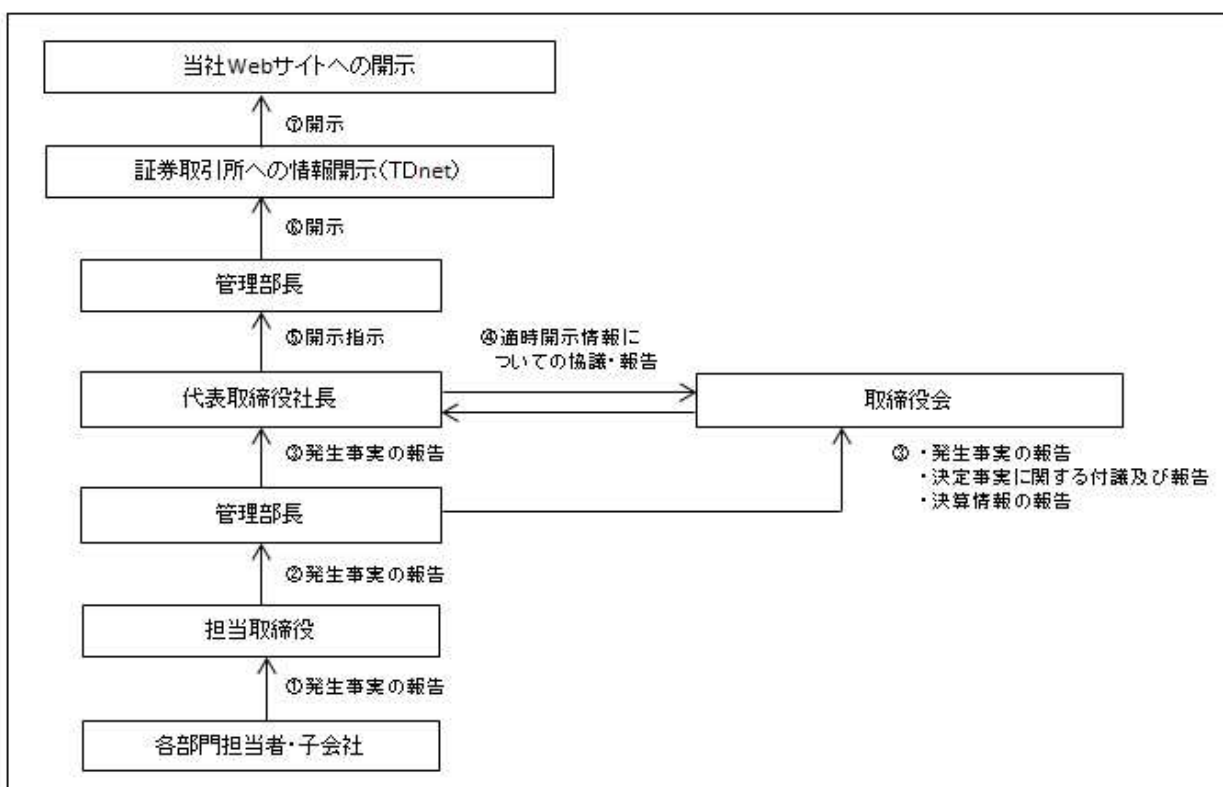 当社Webサイトへの開示
⑦開示
証券取引所への情報開示(TDnet)
⑥開示
管理部長
⑤開示指示
④適時開示情報に
ついての協議・報告
代表取締役社長
取締役会
③発生事実の報告
③ ・発生事実の報告
・決定事実に関する付議及び報告
・決算情報の報告
管理部長
②発生事実の報告
担当取締役
①発生事実の報告
各部門担当者・子会社